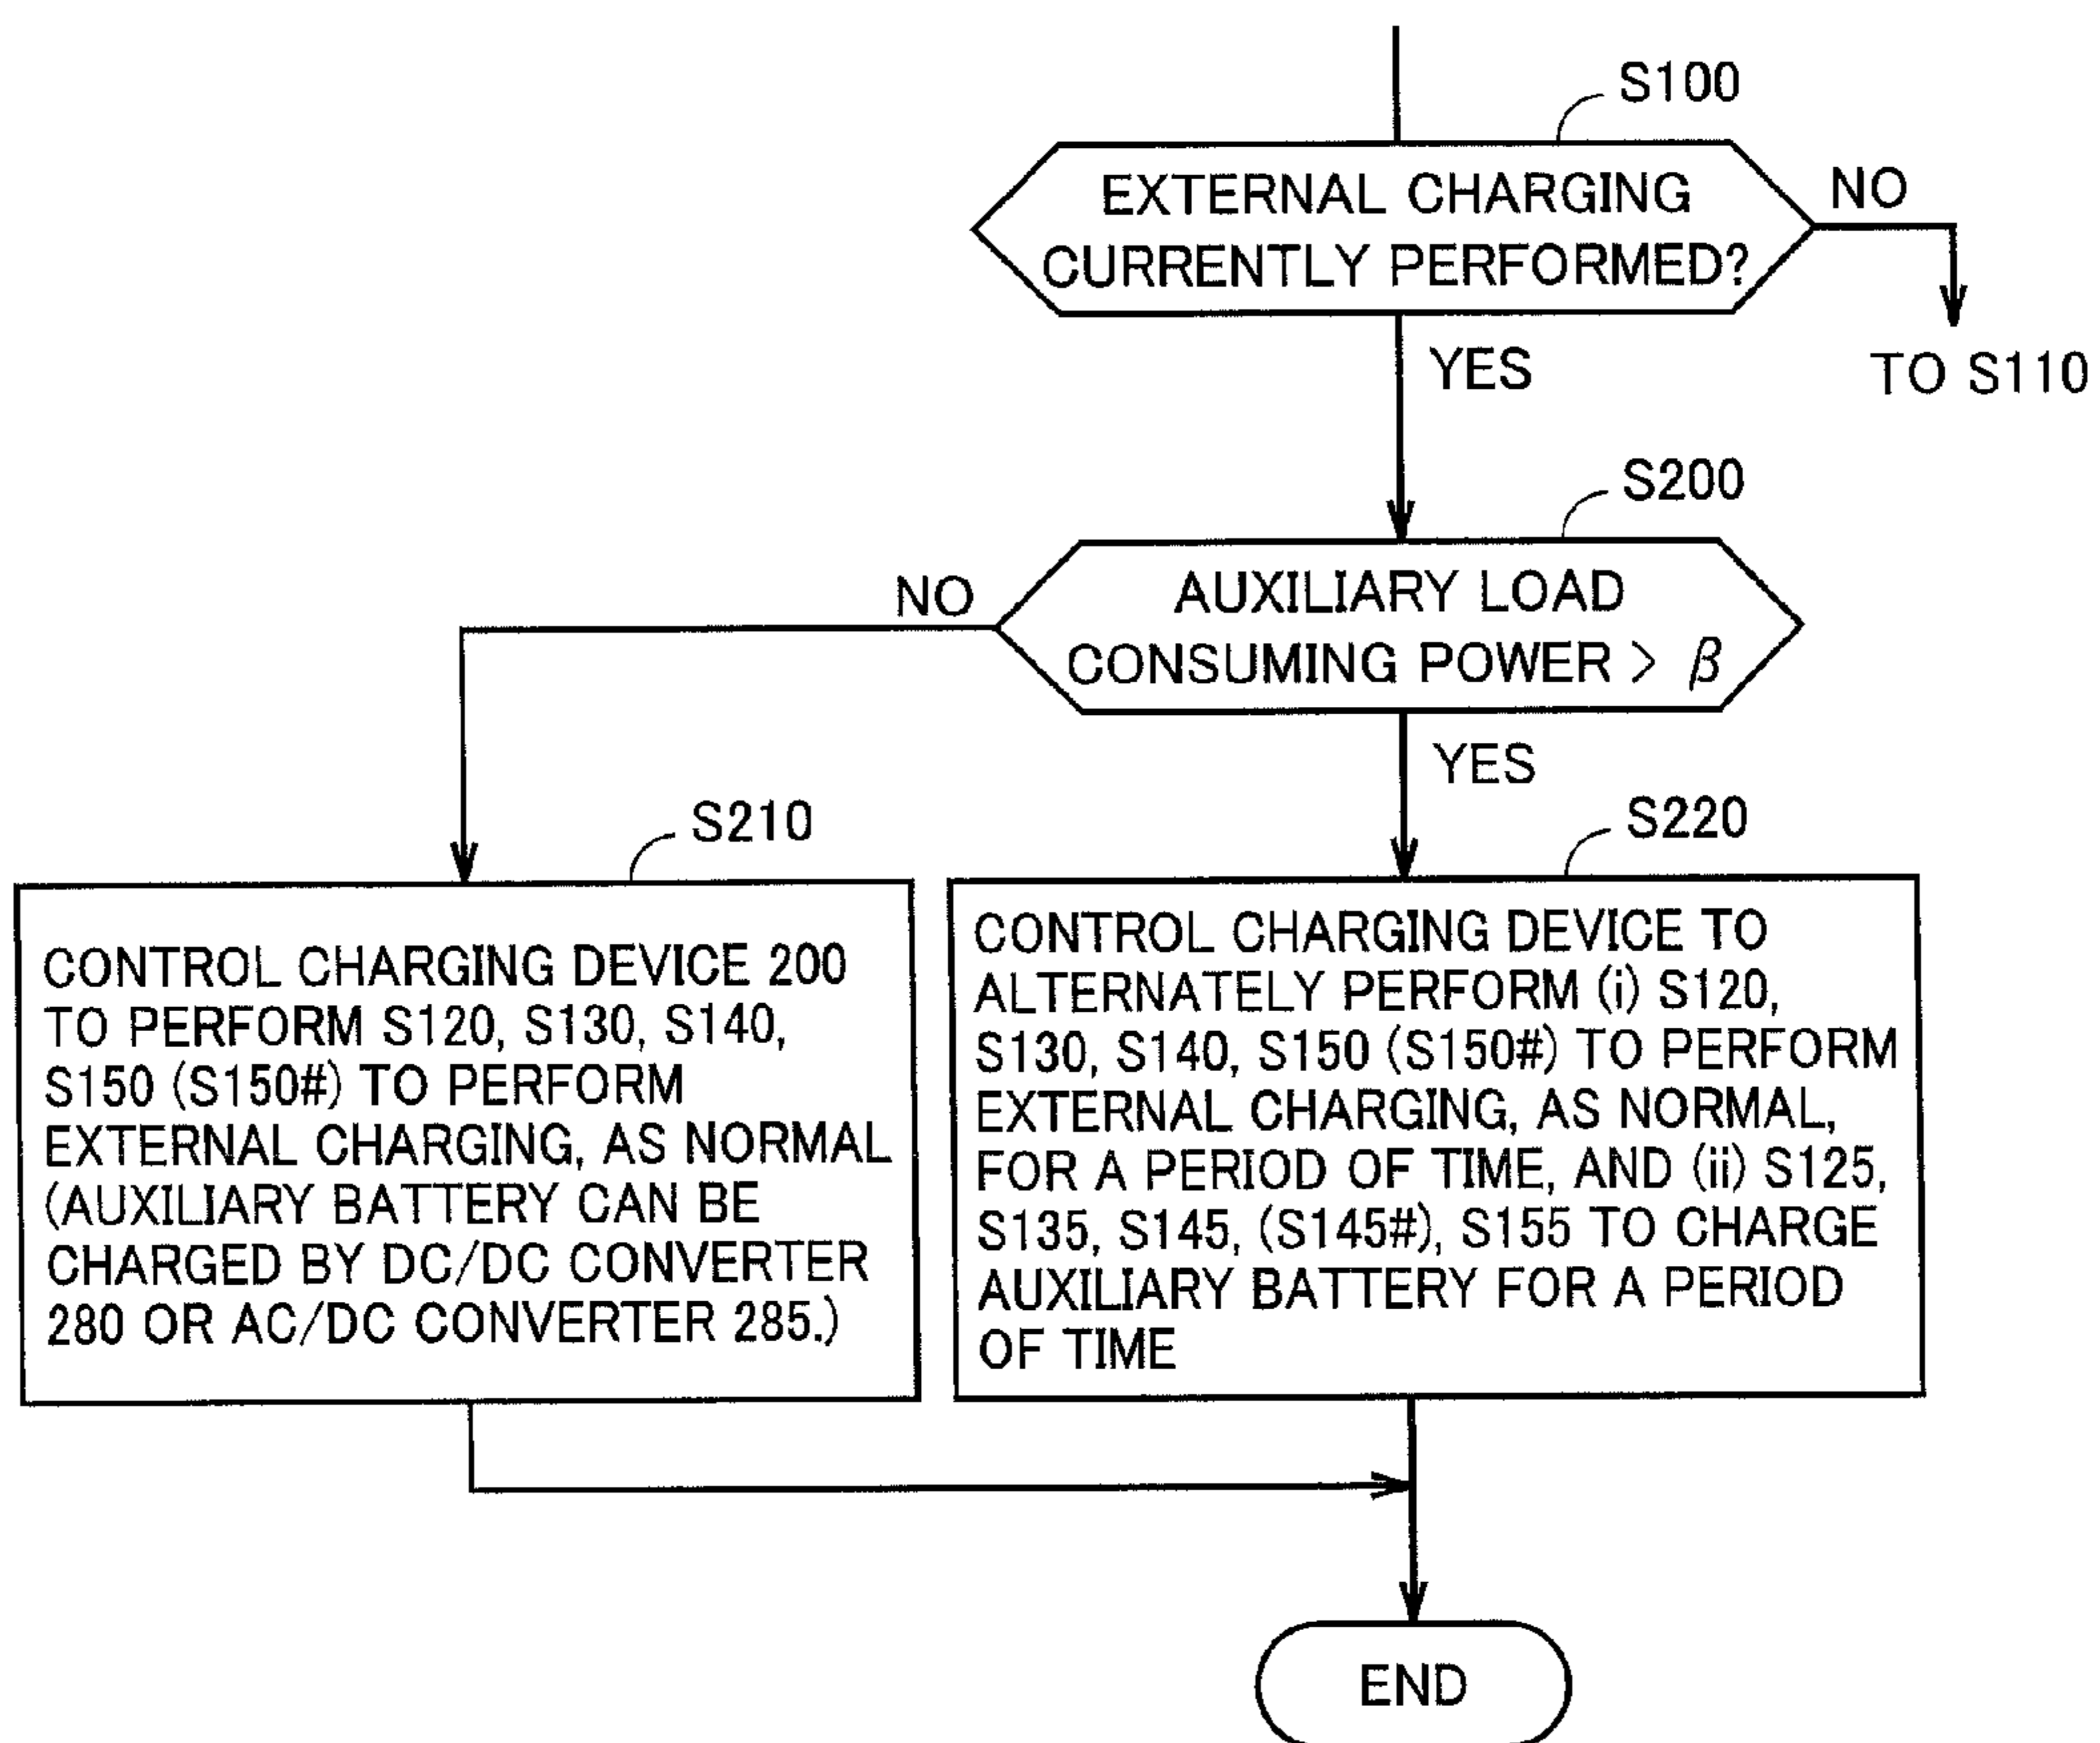 S100
EXTERNAL CHARGING
CURRENTLY PERFORMED?
NO
YES
TO S110
S200
AUXILIARY LOAD
CONSUMING POWER > β
NO
YES
S210
CONTROL CHARGING DEVICE 200
TO PERFORM S120, S130, S140,
S150 (S150#) TO PERFORM
EXTERNAL CHARGING, AS NORMAL
(AUXILIARY BATTERY CAN BE
CHARGED BY DC/DC CONVERTER
280 OR AC/DC CONVERTER 285.)
S220
CONTROL CHARGING DEVICE TO
ALTERNATELY PERFORM (i) S120,
S130, S140, S150 (S150#) TO PERFORM
EXTERNAL CHARGING, AS NORMAL,
FOR A PERIOD OF TIME, AND (ii) S125,
S135, S145, (S145#), S155 TO CHARGE
AUXILIARY BATTERY FOR A PERIOD
OF TIME
END